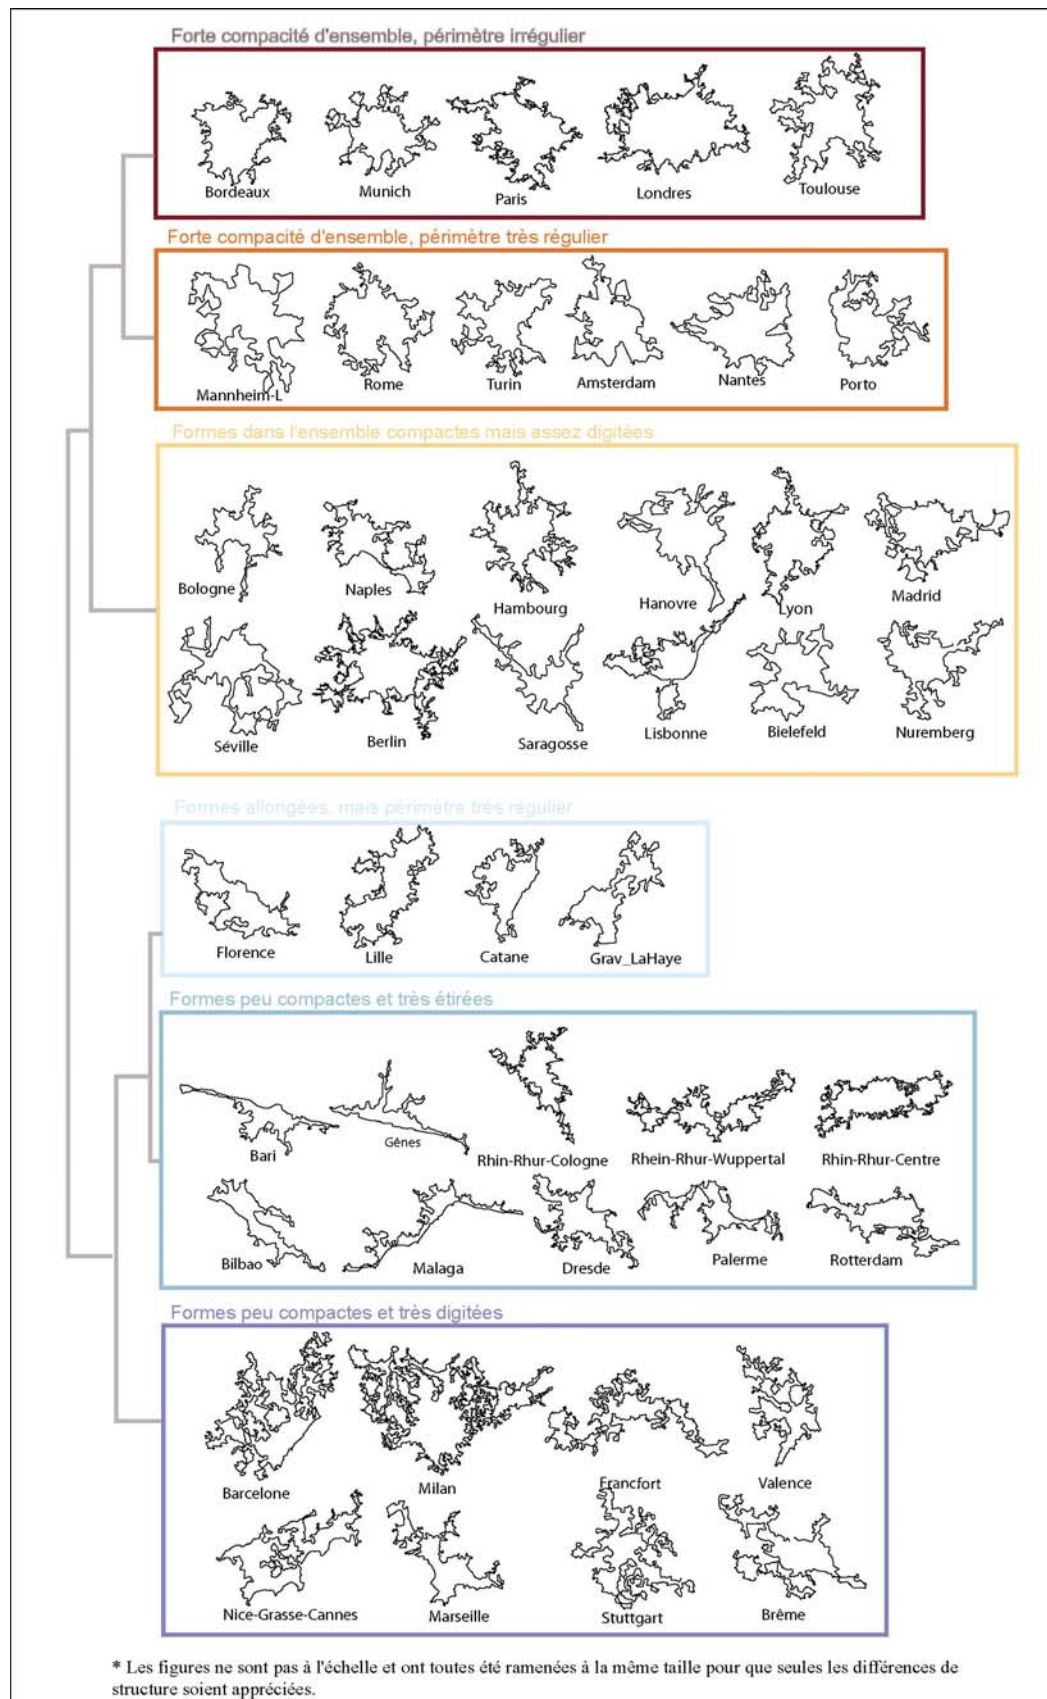 Forte compacité d'ensemble, périmètre irrégulier
Bordeaux Munich Paris Londres Toulouse
Forte compacité d'ensemble, périmètre très régulier
Mannheim-L Rome Turin Amsterdam Nantes Porto
Formes dans l'ensemble compactes mais assez digitées
Bologne Naples Hambourg Hanovre Lyon Madrid
Séville Berlin Saragosse Lisbonne Bielefeld Nuremberg
Formes allongées, mais périmètre très régulier
Florence Lille Catane Grav_LaHaye
Formes peu compactes et très étirées
Bari Gênes Rhin-Rhur-Cologne Rhein-Rhur-Wuppertal Rhin-Rhur-Centre
Bilbao Malaga Dresde Palerme Rotterdam
Formes peu compactes et très digitées
Barcelone Milan Francfort Valence
Nice-Grasse-Cannes Marseille Stuttgart Brême
* Les figures ne sont pas à l'échelle et ont toutes été ramenées à la même taille pour que seules les différences de
structure soient appréciées.